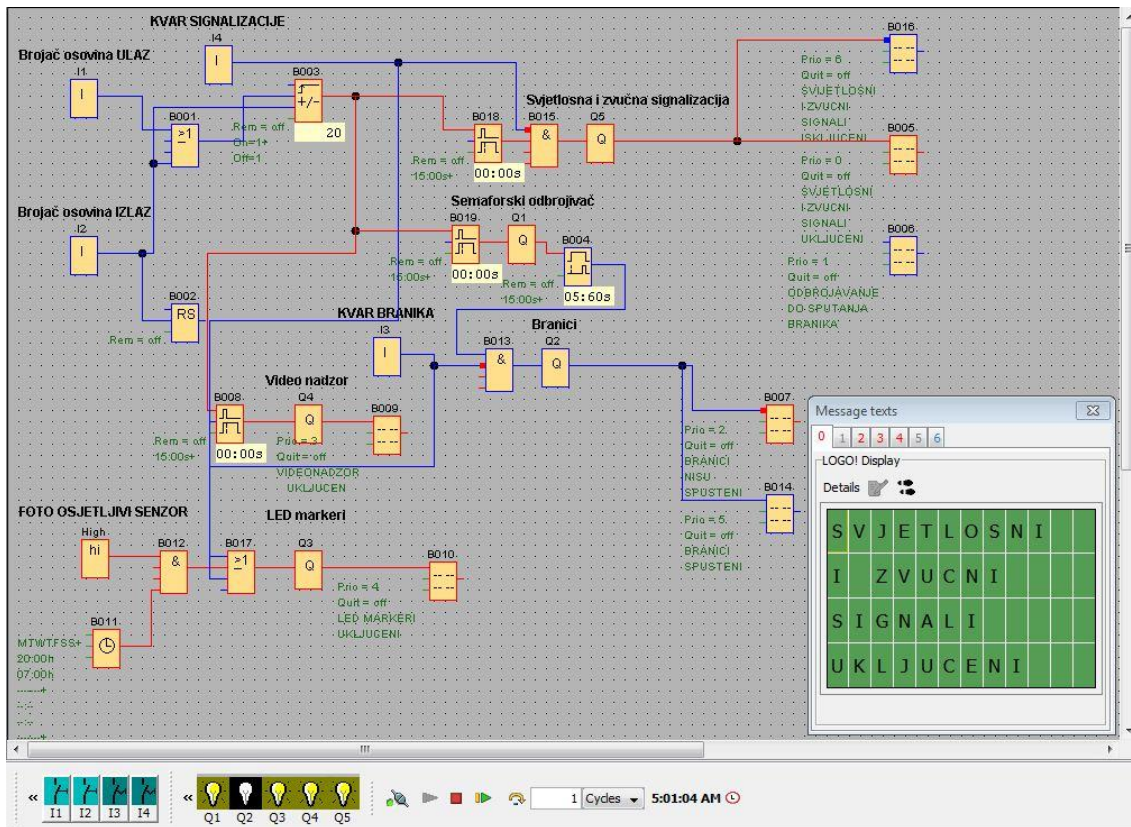 KVAR SIGNALIZACIJE
I4
I
B016
Brojač osovina ULAZ
I1
I
B003
+/-
Rem = off
On=1+
Off=1
20
B001
≥1
Svjetlosna i zvučna signalizacija
B018
Rem = off
15:00s+
00:00s
B015
&
Q5
Q
Prio = 6
Quit = off
SVJETLOSNI
I ZVUCNI
SIGNALI
ISKLJUCENI
B005
Prio = 0
Quit = off
SVJETLOSNI
I ZVUCNI
SIGNALI
UKLJUCENI
Brojač osovina IZLAZ
I2
I
Semaforski odbrojivač
B019
Rem = off
15:00s+
00:00s
Q1
Q
B004
Rem = off
15:00s+
05:60s
B006
Prio = 1
Quit = off
ODBROJAVANJE
DO SPUTANJA
BRANIKA
B002
RS
Rem = off
KVAR BRANIKA
I3
I
B013
&
Branici
Q2
Q
Video nadzor
B008
Rem = off
15:00s+
00:00s
Q4
Q
B009
Prio = 3
Quit = off
VIDEONADZOR
UKLJUCEN
B007
Prio = 2
Quit = off
BRANICI
NISU
SPUSTENI
B014
Prio = 5
Quit = off
BRANICI
SPUSTENI
FOTO OSJETLJIVI SENZOR
High
hi
B012
&
B017
≥1
LED markeri
Q3
Q
B010
Prio = 4
Quit = off
LED MARKERI
UKLJUCENI
B011
MTWTFSS+
20:00h
07:00h
Message texts
0 1 2 3 4 5 6
LOGO! Display
Details
SVJETLOSNI
I ZVUCNI
SIGNALI
UKLJUCENI
« I1 I2 I3 I4 « Q1 Q2 Q3 Q4 Q5 1 Cycles 5:01:04 AM